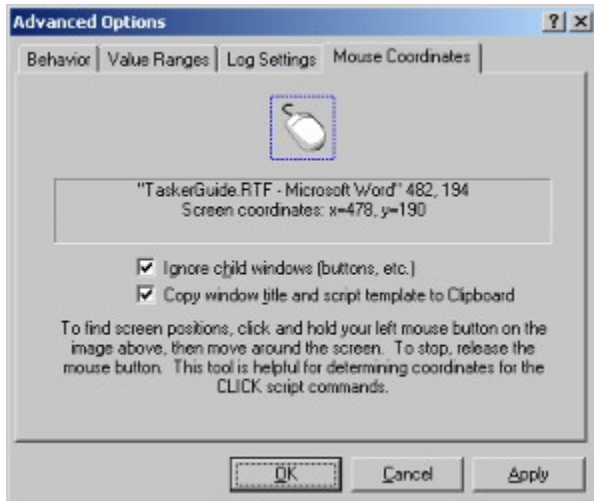 Advanced Options
Behavior Value Ranges Log Settings Mouse Coordinates
"TaskerGuide.RTF - Microsoft Word" 482, 194
Screen coordinates: x=478, y=190
Ignore child windows (buttons, etc.)
Copy window title and script template to Clipboard
To find screen positions, click and hold your left mouse button on the
image above, then move around the screen. To stop, release the
mouse button. This tool is helpful for determining coordinates for the
CLICK script commands.
OK Cancel Apply